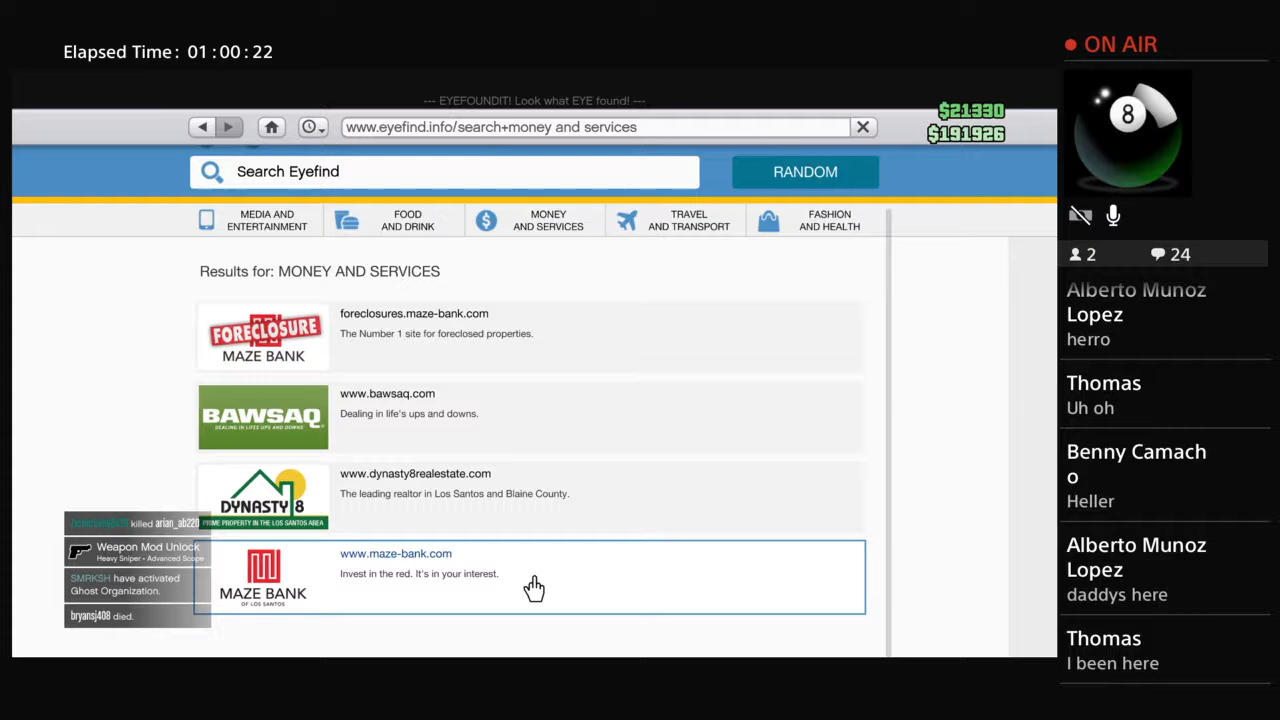 Elapsed Time: 01:00:22
ON AIR
--- EYEFOUNDIT! Look what EYE found! ---
www.eyefind.info/search+money and services
$21330
$191926
8
Search Eyefind
RANDOM
MEDIA AND
ENTERTAINMENT
FOOD
AND DRINK
MONEY
AND SERVICES
TRAVEL
AND TRANSPORT
FASHION
AND HEALTH
Results for: MONEY AND SERVICES
FORECLOSURE
MAZE BANK
foreclosures.maze-bank.com
The Number 1 site for foreclosed properties.
BAWSAQ
DEALING IN LIFE'S UPS AND DOWNS
www.bawsaq.com
Dealing in life's ups and downs.
DYNASTY 8
PRIME PROPERTY IN THE LOS SANTOS AREA
www.dynasty8realestate.com
The leading realtor in Los Santos and Blaine County.
MAZE BANK
OF LOS SANTOS
www.maze-bank.com
Invest in the red. It's in your interest.
killed arian_ab220
Weapon Mod Unlock
Heavy Sniper - Advanced Scope
SMRKSH have activated
Ghost Organization.
bryansj408 died.
2
24
Alberto Munoz
Lopez
herro
Thomas
Uh oh
Benny Camach
o
Heller
Alberto Munoz
Lopez
daddys here
Thomas
I been here